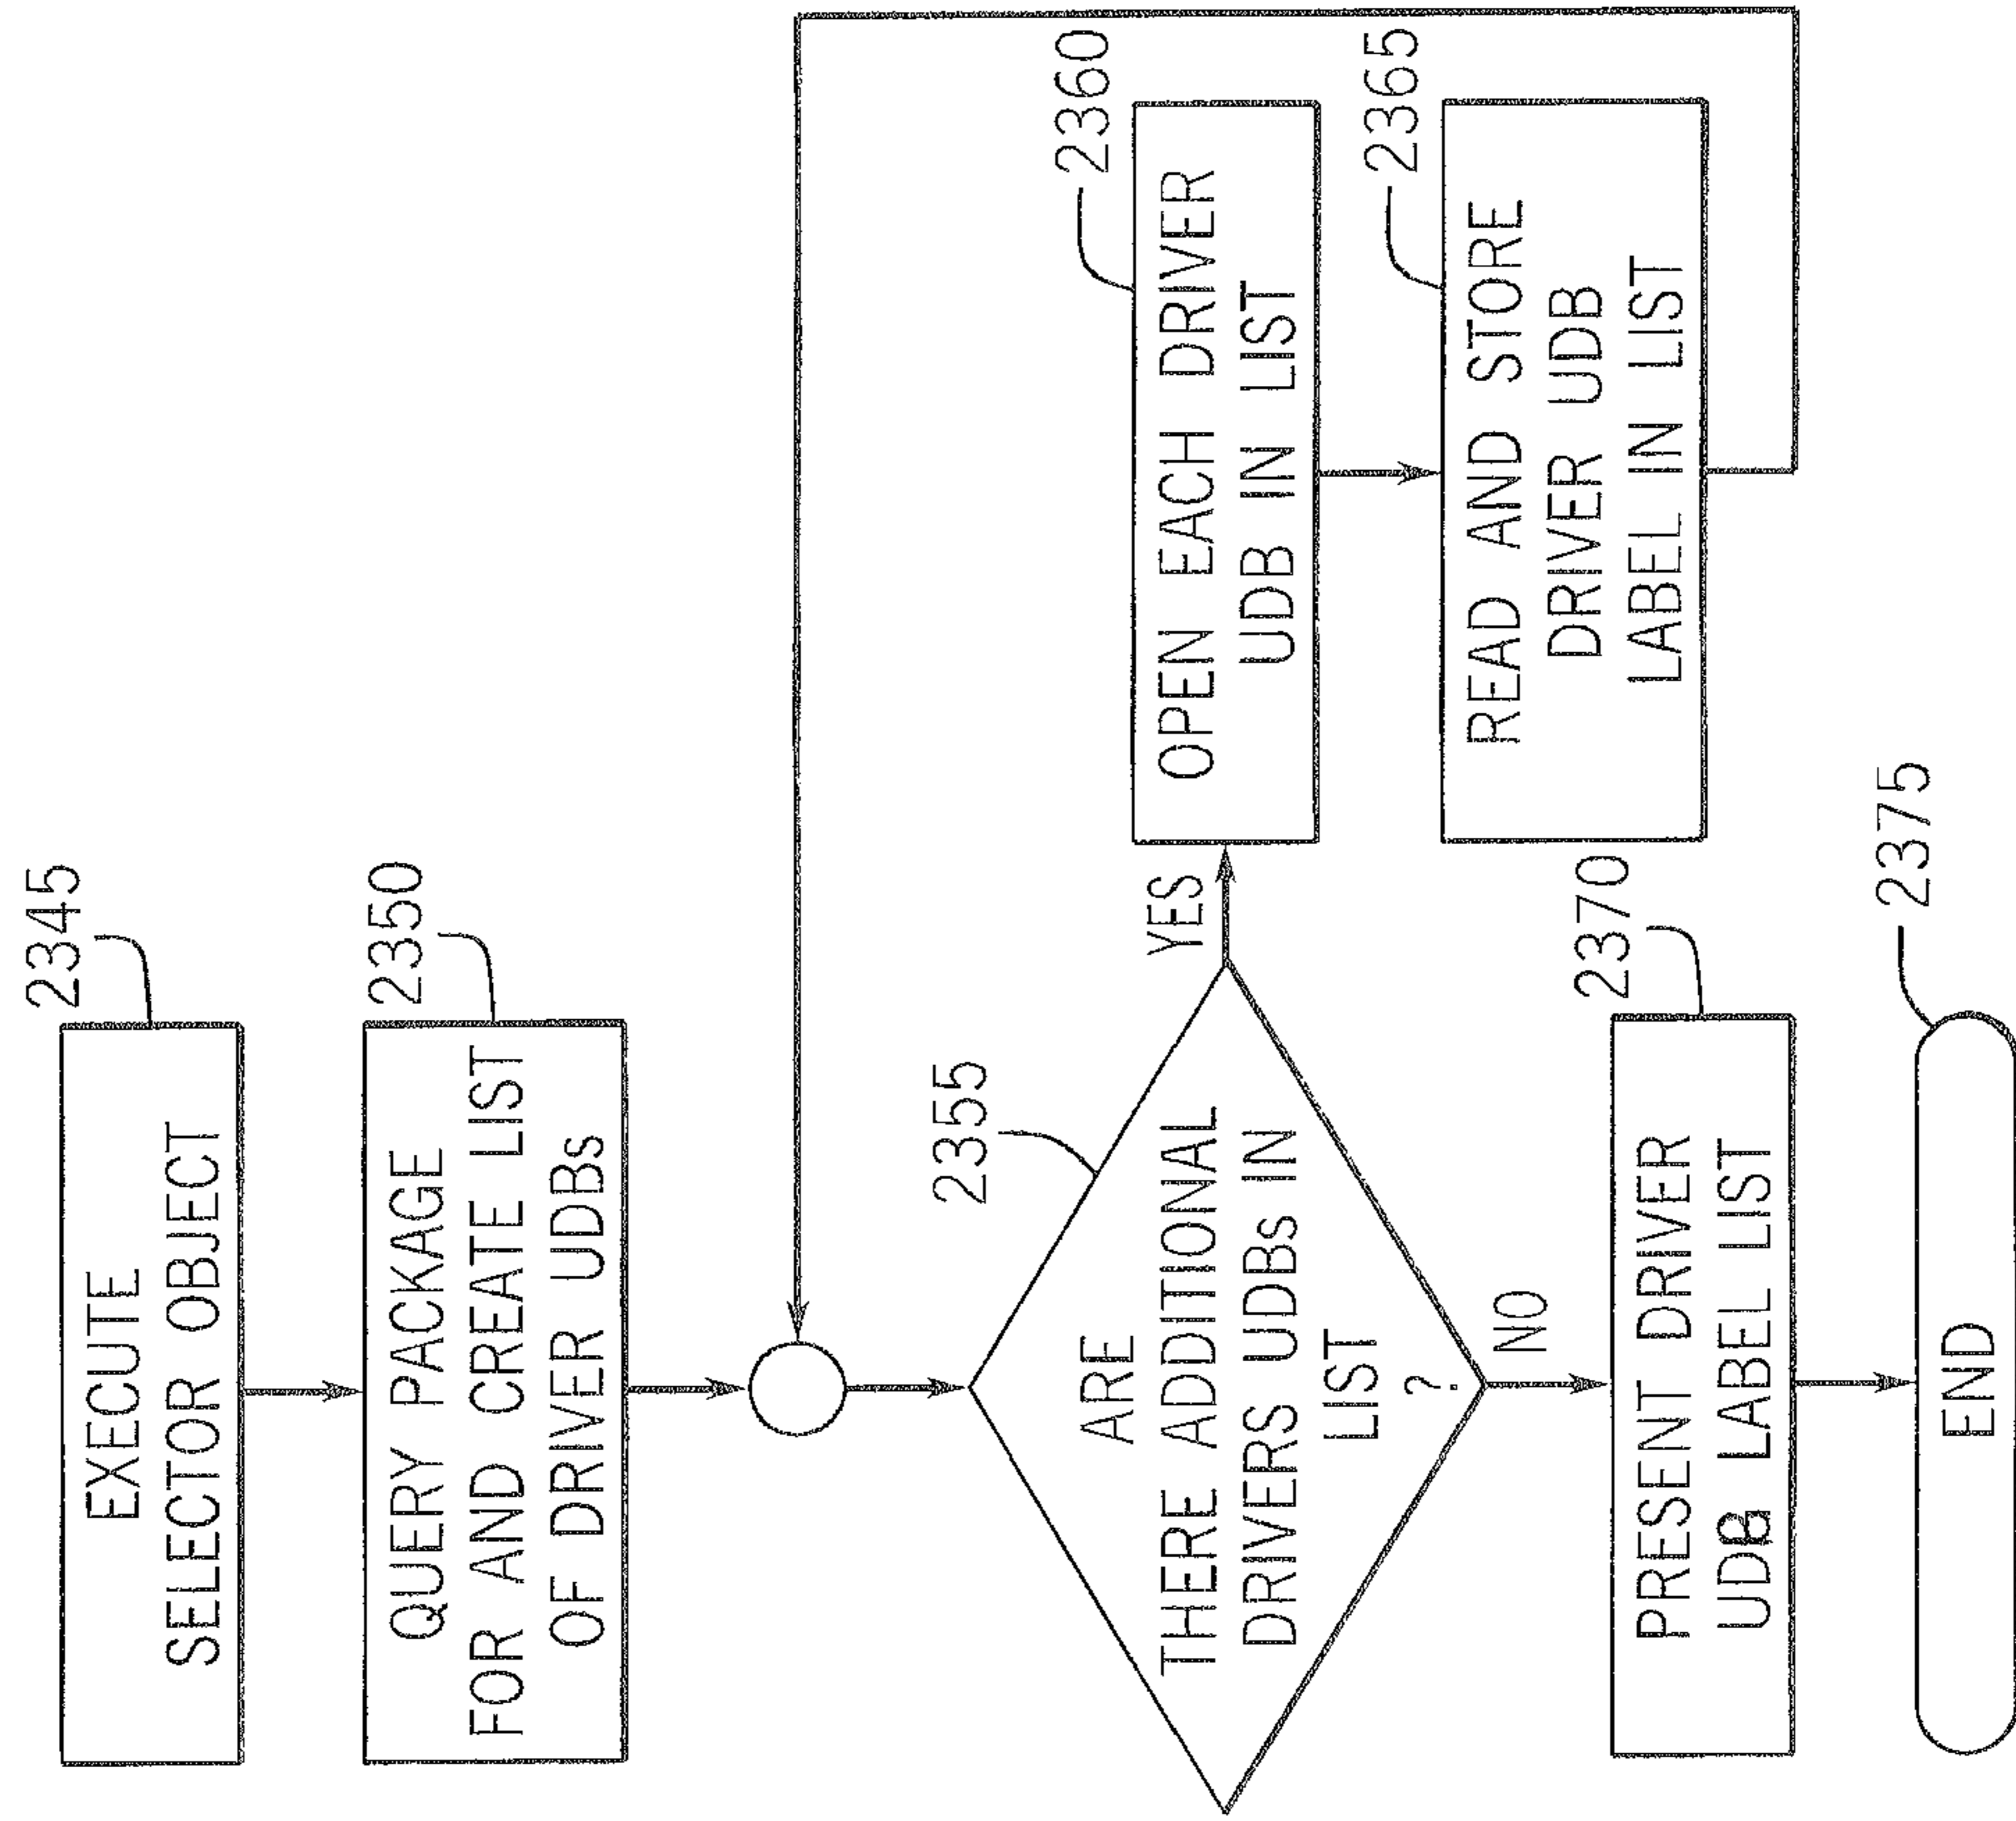 2345
EXECUTE
SELECTOR OBJECT
2350
QUERY PACKAGE
FOR AND CREATE LIST
OF DRIVER UDBs
2355
ARE
THERE ADDITIONAL
DRIVERS UDBs IN
LIST
?
YES
2360
OPEN EACH DRIVER
UDB IN LIST
2365
READ AND STORE
DRIVER UDB
LABEL IN LIST
NO
2370
PRESENT DRIVER
UDB LABEL LIST
2375
END